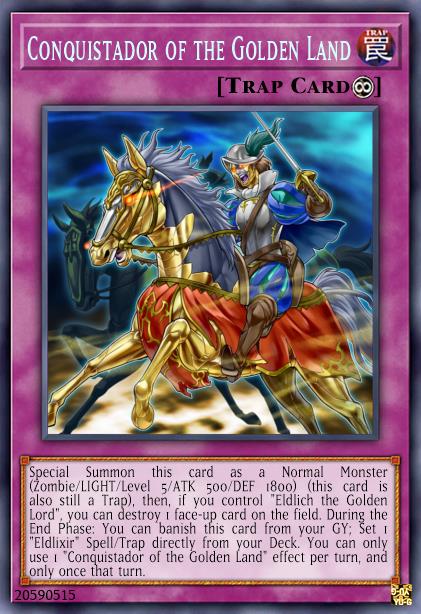 CONQUISTADOR OF THE GOLDEN LAND
TRAP
罠
[TRAP CARD♾]
Special Summon this card as a Normal Monster
(Zombie/LIGHT/Level 5/ATK 500/DEF 1800) (this card is
also still a Trap), then, if you control "Eldlich the Golden
Lord", you can destroy 1 face-up card on the field. During the
End Phase: You can banish this card from your GY; Set 1
"Eldlixir" Spell/Trap directly from your Deck. You can only
use 1 "Conquistador of the Golden Land" effect per turn, and
only once that turn.
20590515